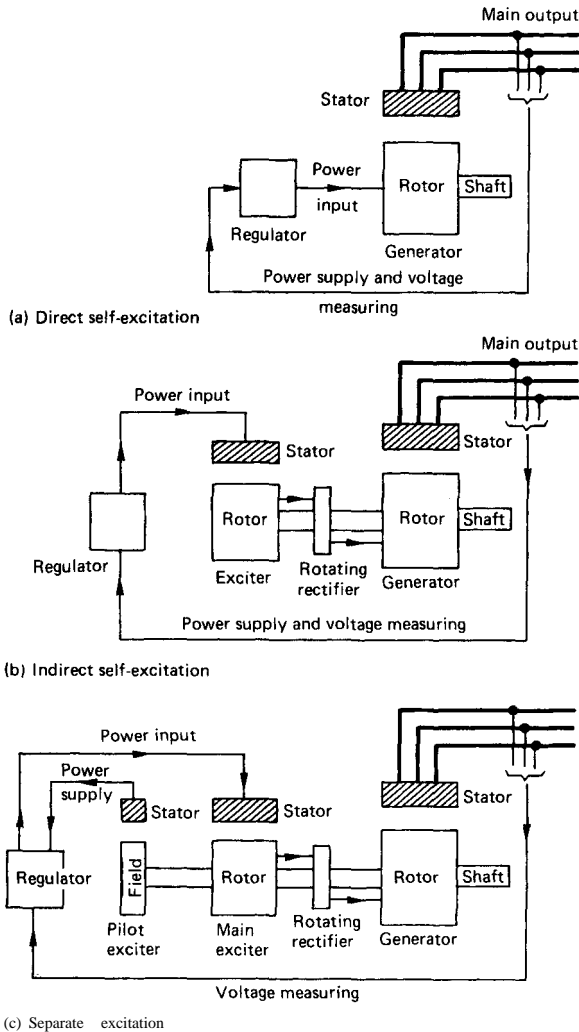 Main output
Stator
Power
input
Rotor
Shaft
Regulator
Generator
Power supply and voltage
measuring
(a) Direct self-excitation
Main output
Power input
Stator
Stator
Rotor
Rotor
Shaft
Regulator
Exciter
Rotating
rectifier
Generator
Power supply and voltage measuring
(b) Indirect self-excitation
Main output
Power input
Power
supply
Stator
Stator
Stator
Regulator
Field
Rotor
Rotor
Shaft
Pilot
exciter
Main
exciter
Rotating
rectifier
Generator
Voltage measuring
(c) Separate excitation